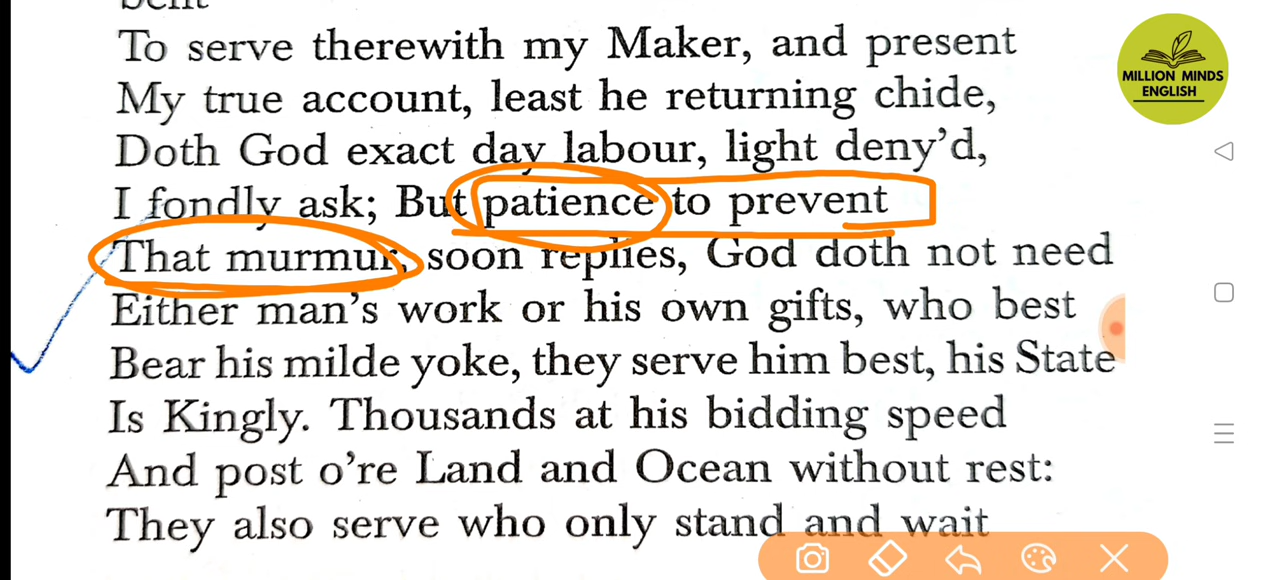 To serve therewith my Maker, and present
My true account, least he returning chide,
Doth God exact day labour, light deny'd,
I fondly ask; But patience to prevent
That murmur, soon replies, God doth not need
Either man's work or his own gifts, who best
Bear his milde yoke, they serve him best, his State
Is Kingly. Thousands at his bidding speed
And post o're Land and Ocean without rest:
They also serve who only stand and wait
MILLION MINDS
ENGLISH